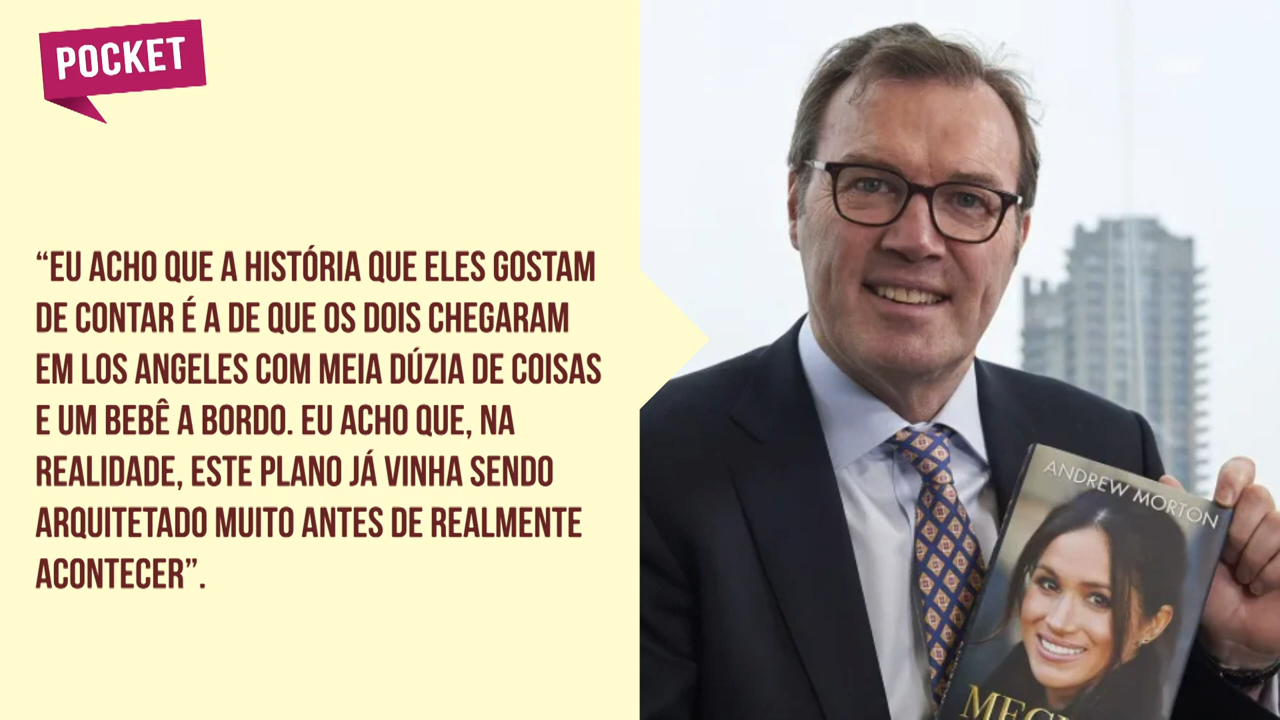 POCKET
“EU ACHO QUE A HISTÓRIA QUE ELES GOSTAM
DE CONTAR É A DE QUE OS DOIS CHEGARAM
EM LOS ANGELES COM MEIA DÚZIA DE COISAS
E UM BEBÊ A BORDO. EU ACHO QUE, NA
REALIDADE, ESTE PLANO JÁ VINHA SENDO
ARQUITETADO MUITO ANTES DE REALMENTE
ACONTECER”.
ANDREW MORTON